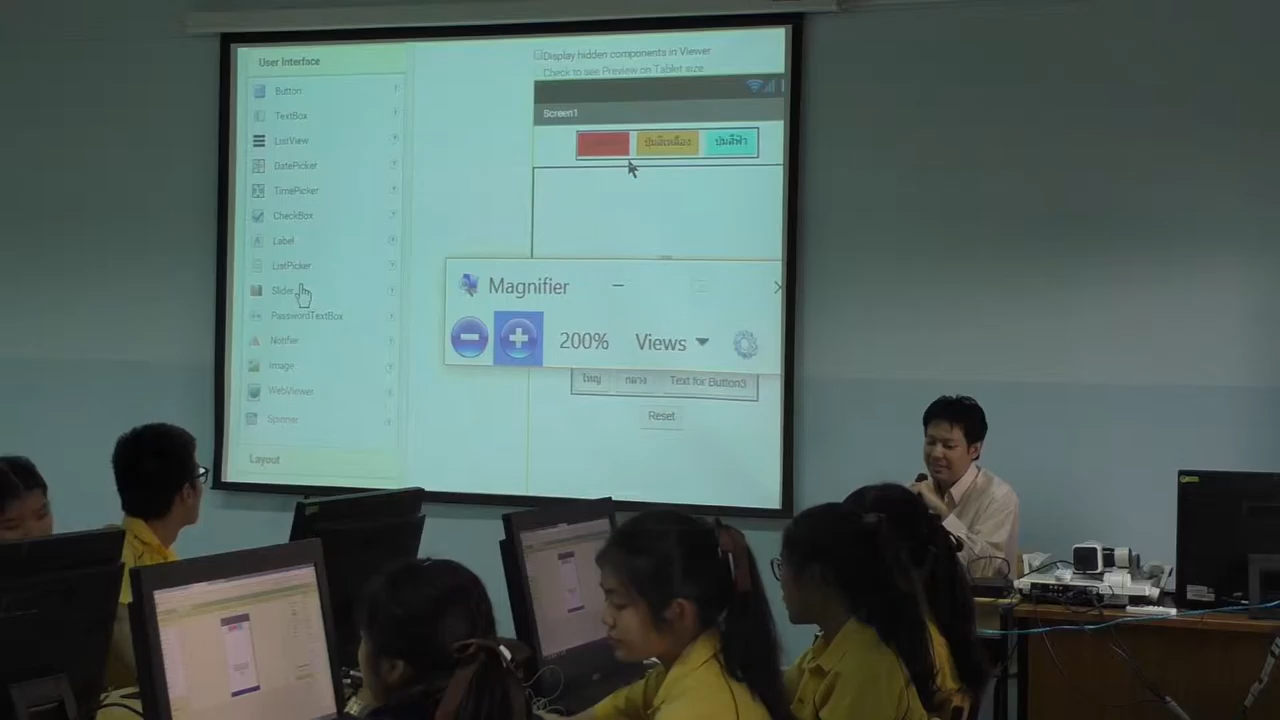 User Interface
Button
TextBox
ListView
DatePicker
TimePicker
CheckBox
Label
ListPicker
Slider
PasswordTextBox
Notifier
Image
WebViewer
Spinner
Layout
Display hidden components in Viewer
Check to see Preview on Tablet size.
Screen1
ปุ่มสีเหลือง ปุ่มสีฟ้า
Magnifier
200% Views
ใหญ่ กลาง Text for Button3
Reset